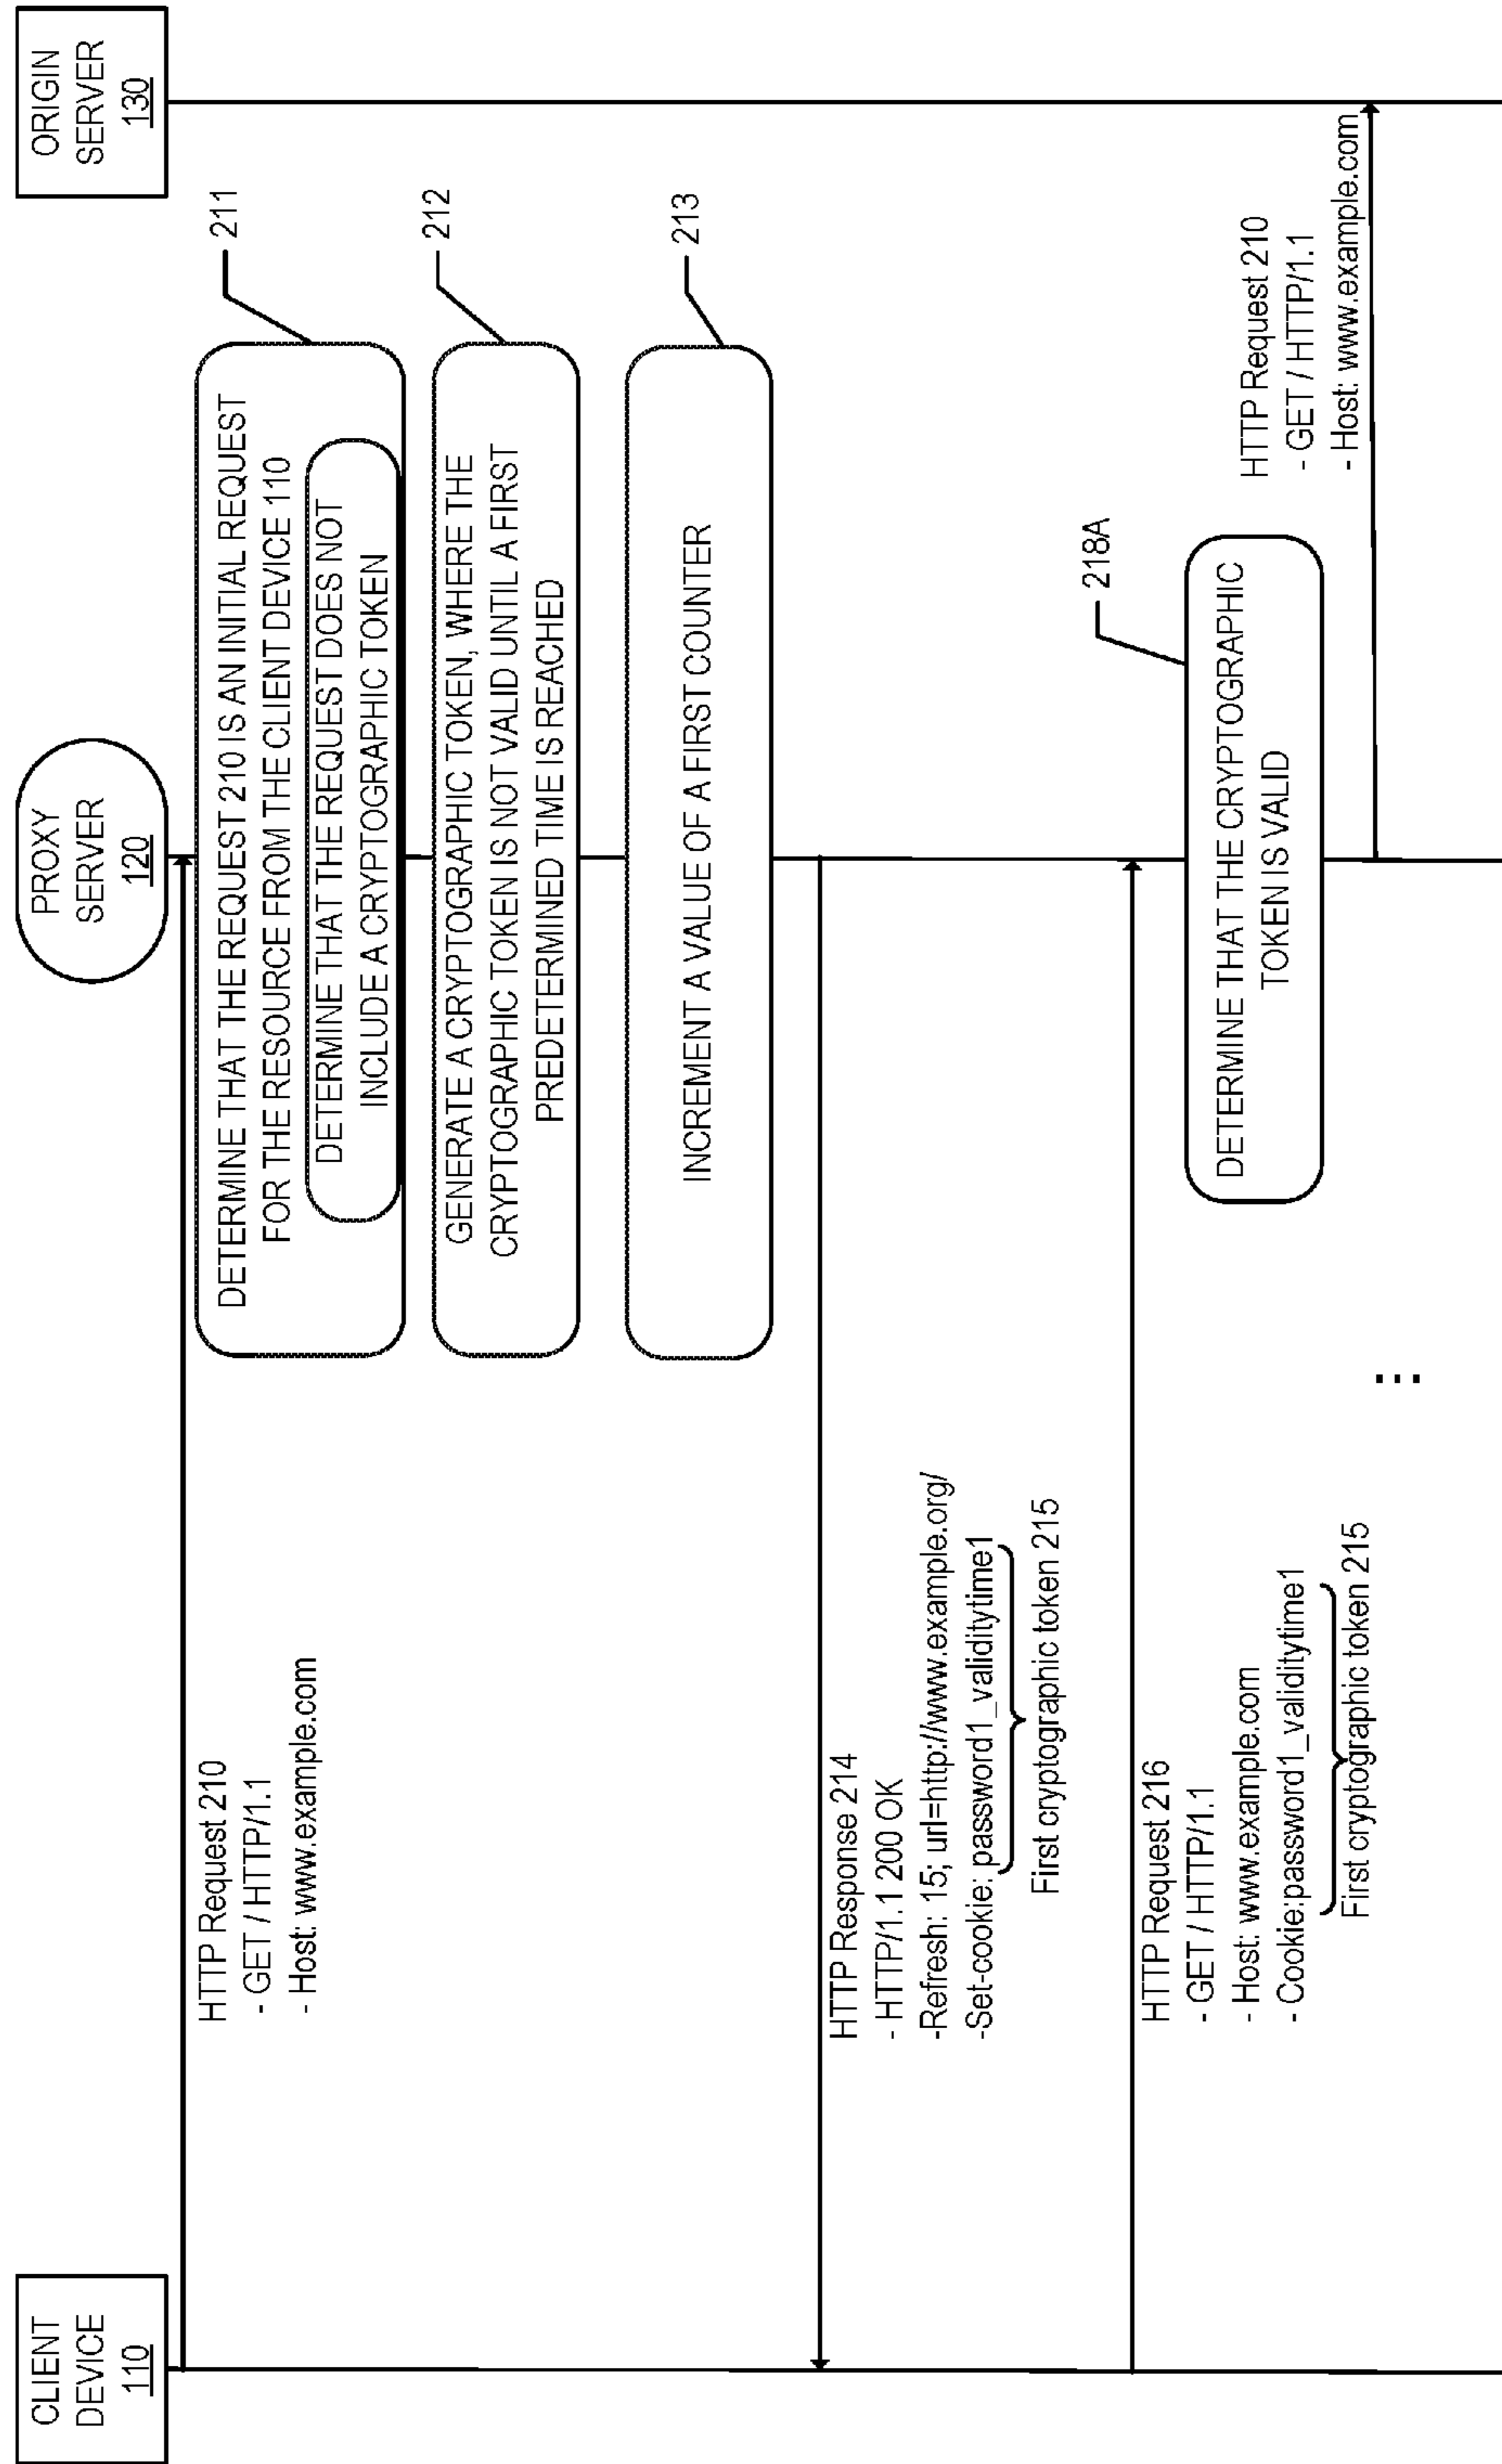 CLIENT
DEVICE
110
PROXY
SERVER
120
ORIGIN
SERVER
130
HTTP Request 210
- GET / HTTP/1.1
- Host: www.example.com
DETERMINE THAT THE REQUEST 210 IS AN INITIAL REQUEST
FOR THE RESOURCE FROM THE CLIENT DEVICE 110
DETERMINE THAT THE REQUEST DOES NOT
INCLUDE A CRYPTOGRAPHIC TOKEN
211
GENERATE A CRYPTOGRAPHIC TOKEN, WHERE THE
CRYPTOGRAPHIC TOKEN IS NOT VALID UNTIL A FIRST
PREDETERMINED TIME IS REACHED
212
INCREMENT A VALUE OF A FIRST COUNTER
213
HTTP Response 214
- HTTP/1.1 200 OK
-Refresh: 15; url=http://www.example.org/
-Set-cookie: password1_validitytime1
First cryptographic token 215
HTTP Request 216
- GET / HTTP/1.1
- Host: www.example.com
- Cookie:password1_validitytime1
First cryptographic token 215
218A
DETERMINE THAT THE CRYPTOGRAPHIC
TOKEN IS VALID
HTTP Request 210
- GET / HTTP/1.1
- Host: www.example.com
...